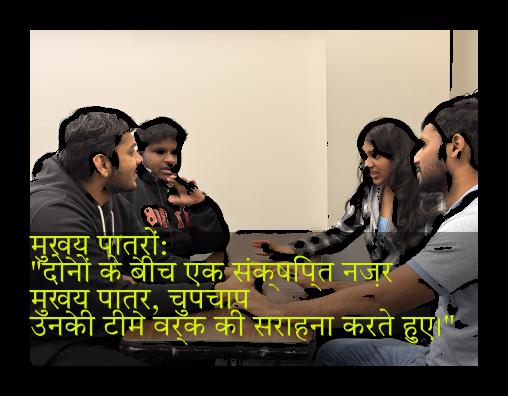 मुख्य पात्रों:
"दोनों के बीच एक संक्षिप्त नज़र
मुख्य पात्र, चुपचाप
उनकी टीम वर्क की सराहना करते हुए।"